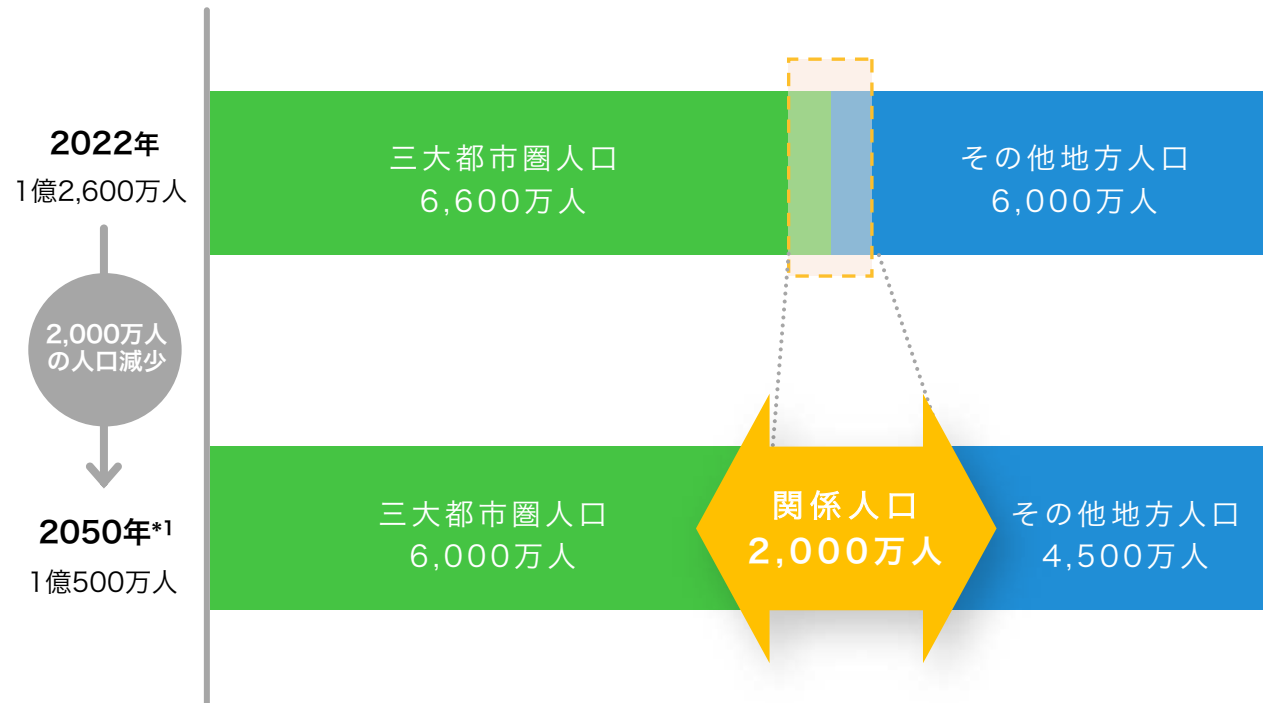 2022年
1億2,600万人
三大都市圏人口
6,600万人
その他地方人口
6,000万人
2,000万人
の人口減少
2050年*1
1億500万人
三大都市圏人口
6,000万人
関係人口
2,000万人
その他地方人口
4,500万人